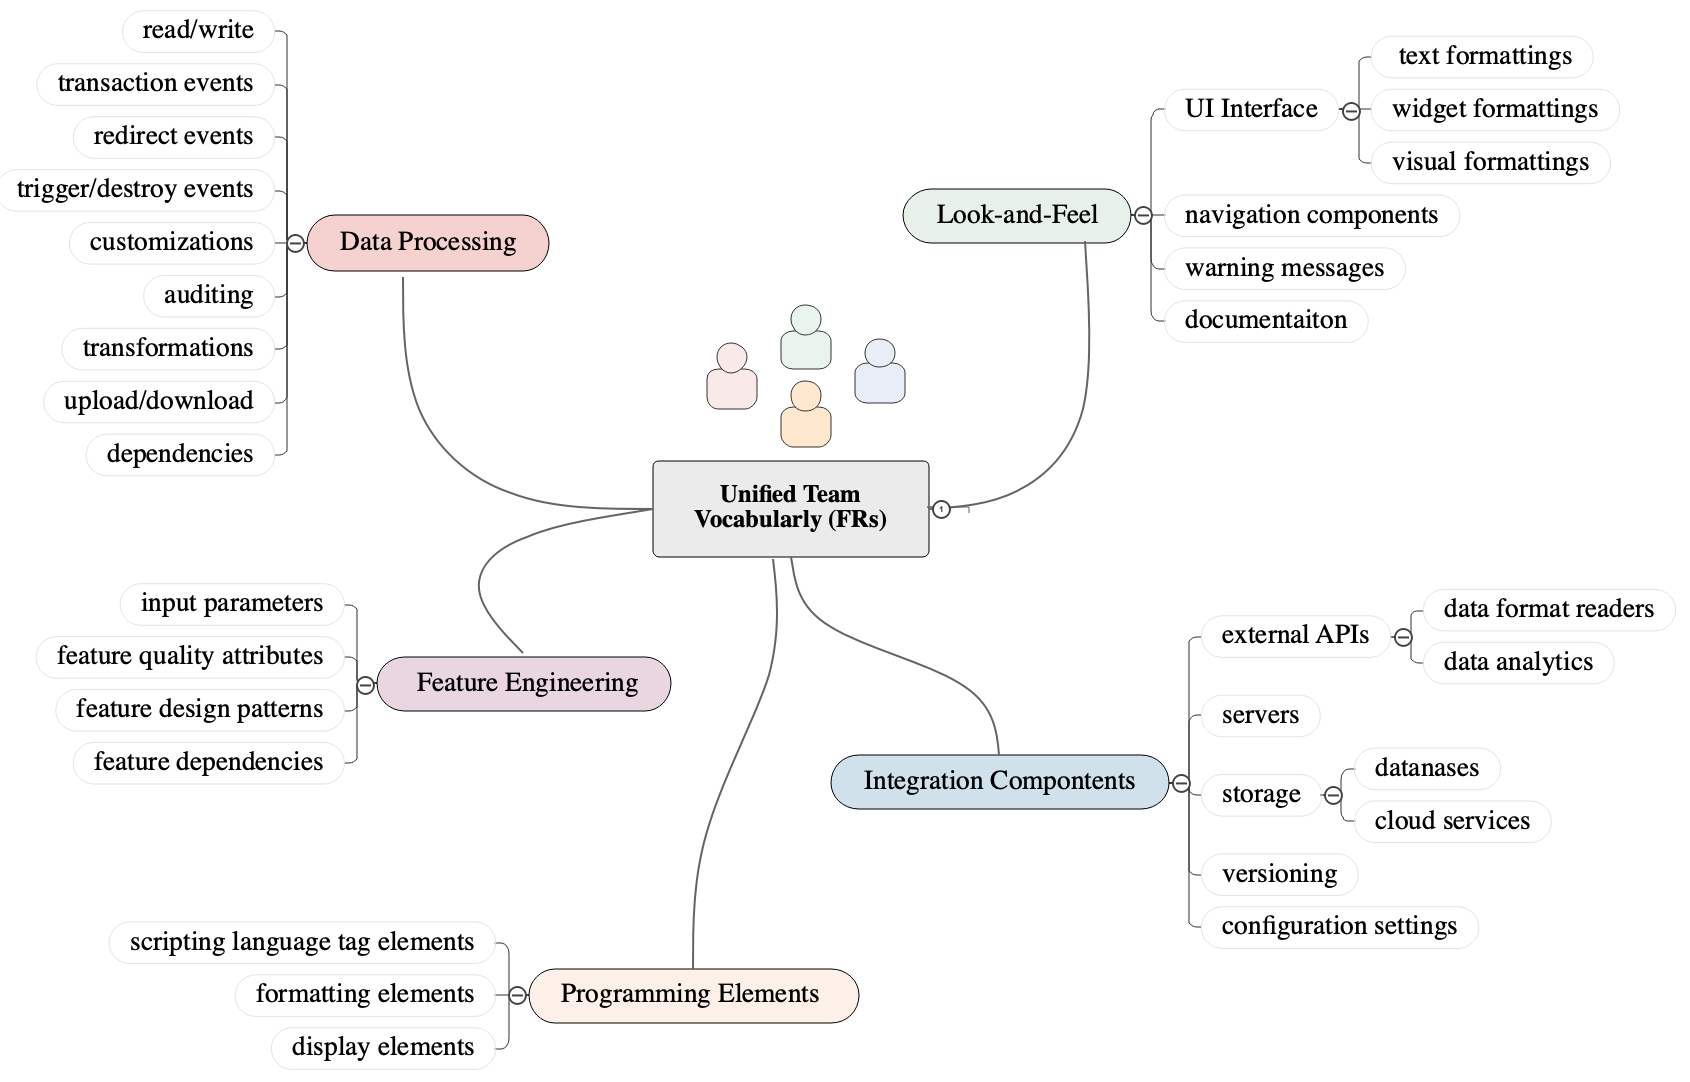 read/write
transaction events
redirect events
trigger/destroy events
customizations
auditing
transformations
upload/download
dependencies
Data Processing
Look-and-Feel
UI Interface
text formattings
widget formattings
visual formattings
navigation components
warning messages
documentaiton
Unified Team
Vocabularly (FRs)
1
input parameters
feature quality attributes
feature design patterns
feature dependencies
Feature Engineering
Integration Compontents
external APIs
data format readers
data analytics
servers
storage
datanases
cloud services
versioning
configuration settings
scripting language tag elements
formatting elements
display elements
Programming Elements